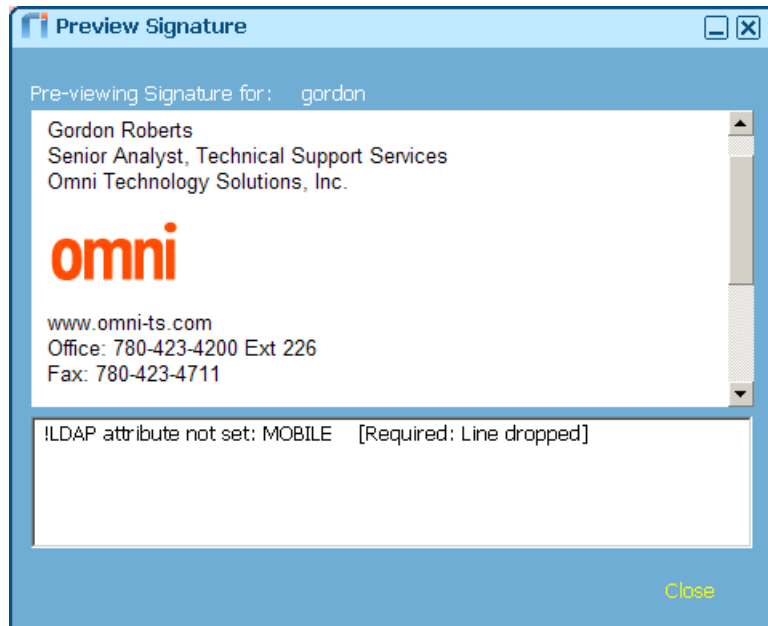 Preview Signature
Pre-viewing Signature for: gordon
Gordon Roberts
Senior Analyst, Technical Support Services
Omni Technology Solutions, Inc.
omni
www.omni-ts.com
Office: 780-423-4200 Ext 226
Fax: 780-423-4711
!LDAP attribute not set: MOBILE [Required: Line dropped]
Close